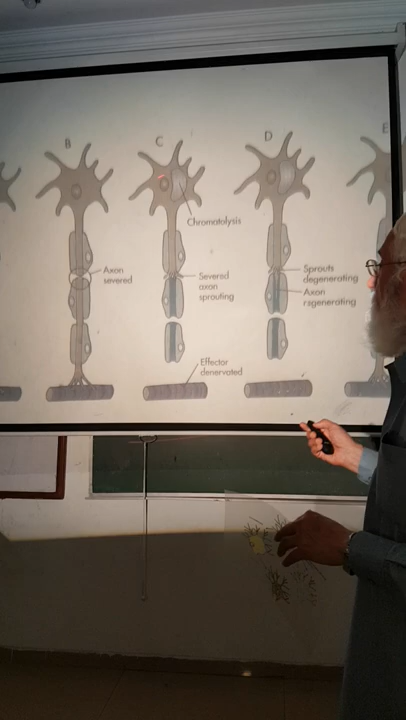 B
C
D
E
Chromatolysis
Axon
severed
Severed
axon
sprouting
Sprouts
degenerating
Axon
regenerating
Effector
denervated